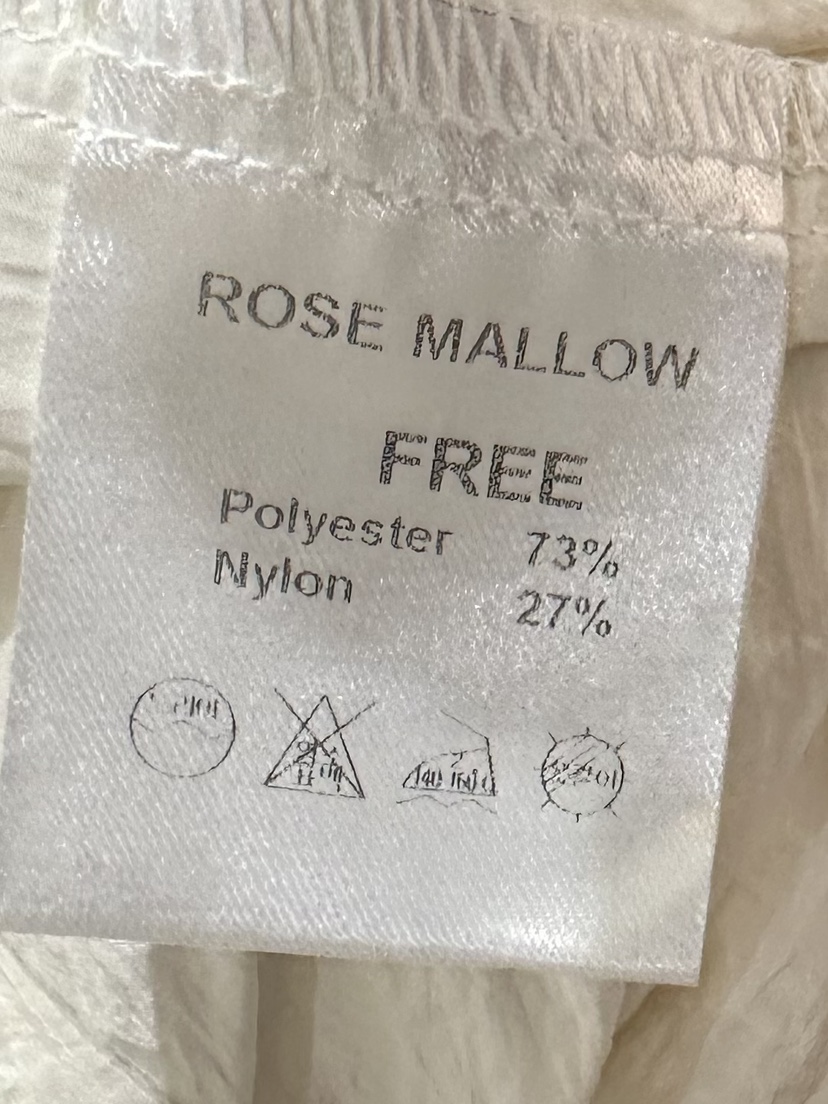 ROSE MALLOW
FREE
Polyester 73%
Nylon 27%